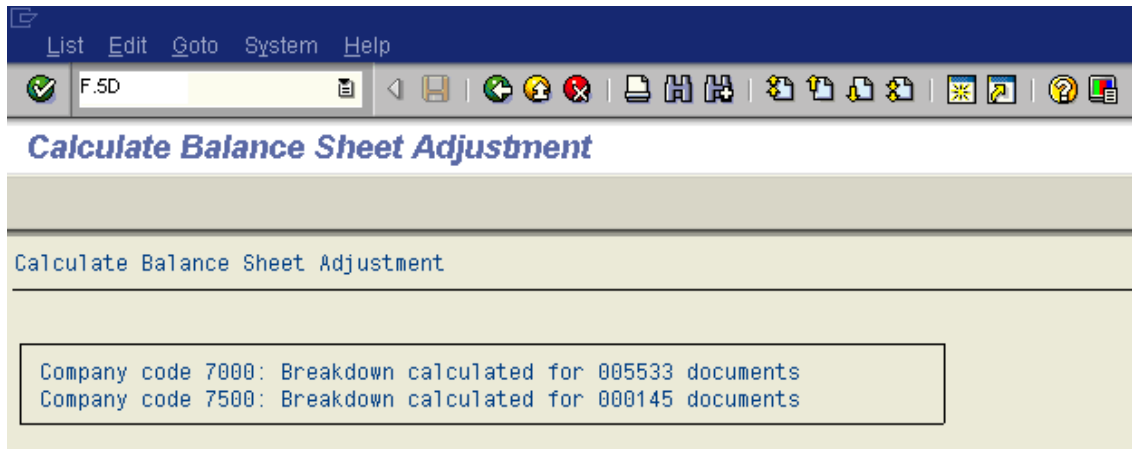 List Edit Goto System Help
F.5D
Calculate Balance Sheet Adjustment
Calculate Balance Sheet Adjustment
Company code 7000: Breakdown calculated for 005533 documents
Company code 7500: Breakdown calculated for 000145 documents